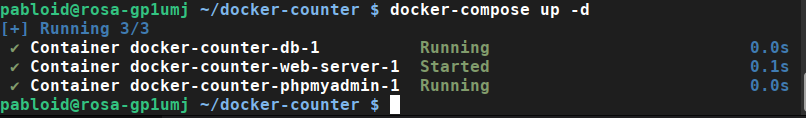 pabloid@rosa-gp1umj ~/docker-counter $ docker-compose up -d
[+] Running 3/3
✔ Container docker-counter-db-1 Running 0.0s
✔ Container docker-counter-web-server-1 Started 0.1s
✔ Container docker-counter-phpmyadmin-1 Running 0.0s
pabloid@rosa-gp1umj ~/docker-counter $